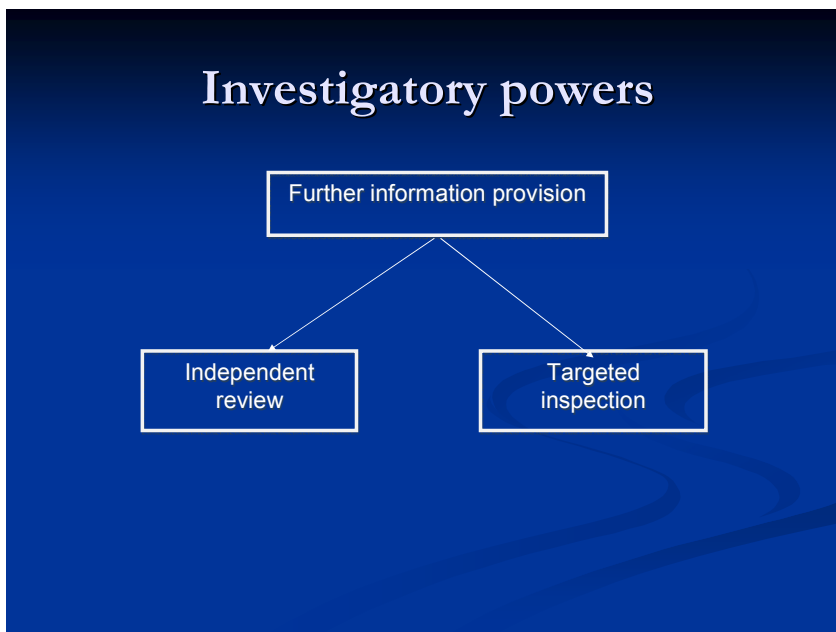 Investigatory powers
Further information provision
Independent
review
Targeted
inspection